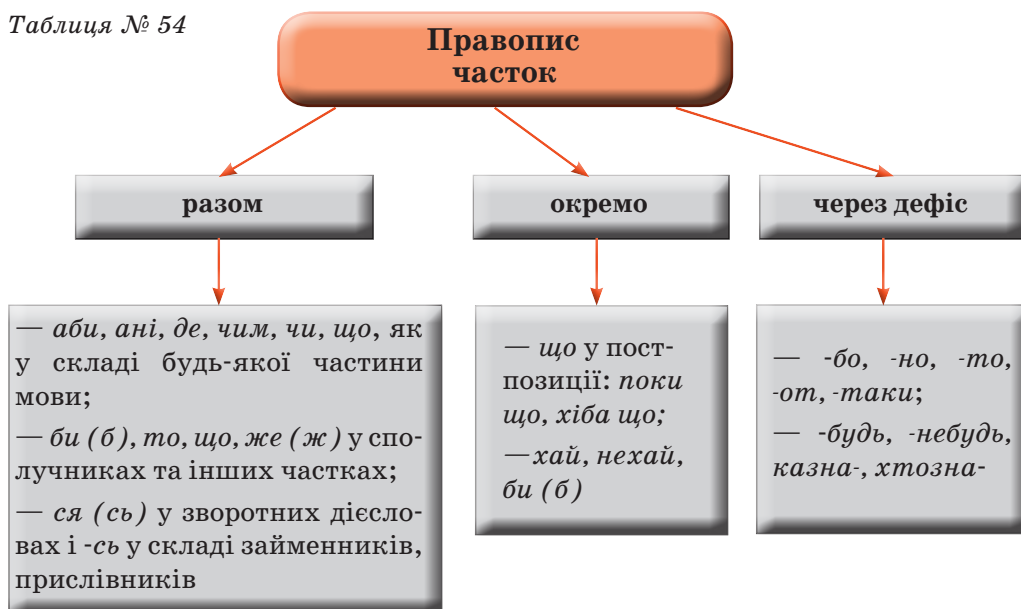 Таблиця № 54
Правопис
часток
разом
окремо
через дефіс
— аби, ані, де, чим, чи, що, як
у складі будь-якої частини
мови;
— би (б), то, що, же (ж) у спо-
лучниках та інших частках;
— ся (сь) у зворотних дієсло-
вах і -сь у складі займенників,
прислівників
— що у пост-
позиції: поки
що, хіба що;
— хай, нехай,
би (б)
— -бо, -но, -то,
-от, -таки;
— -будь, -небудь,
казна-, хтозна-